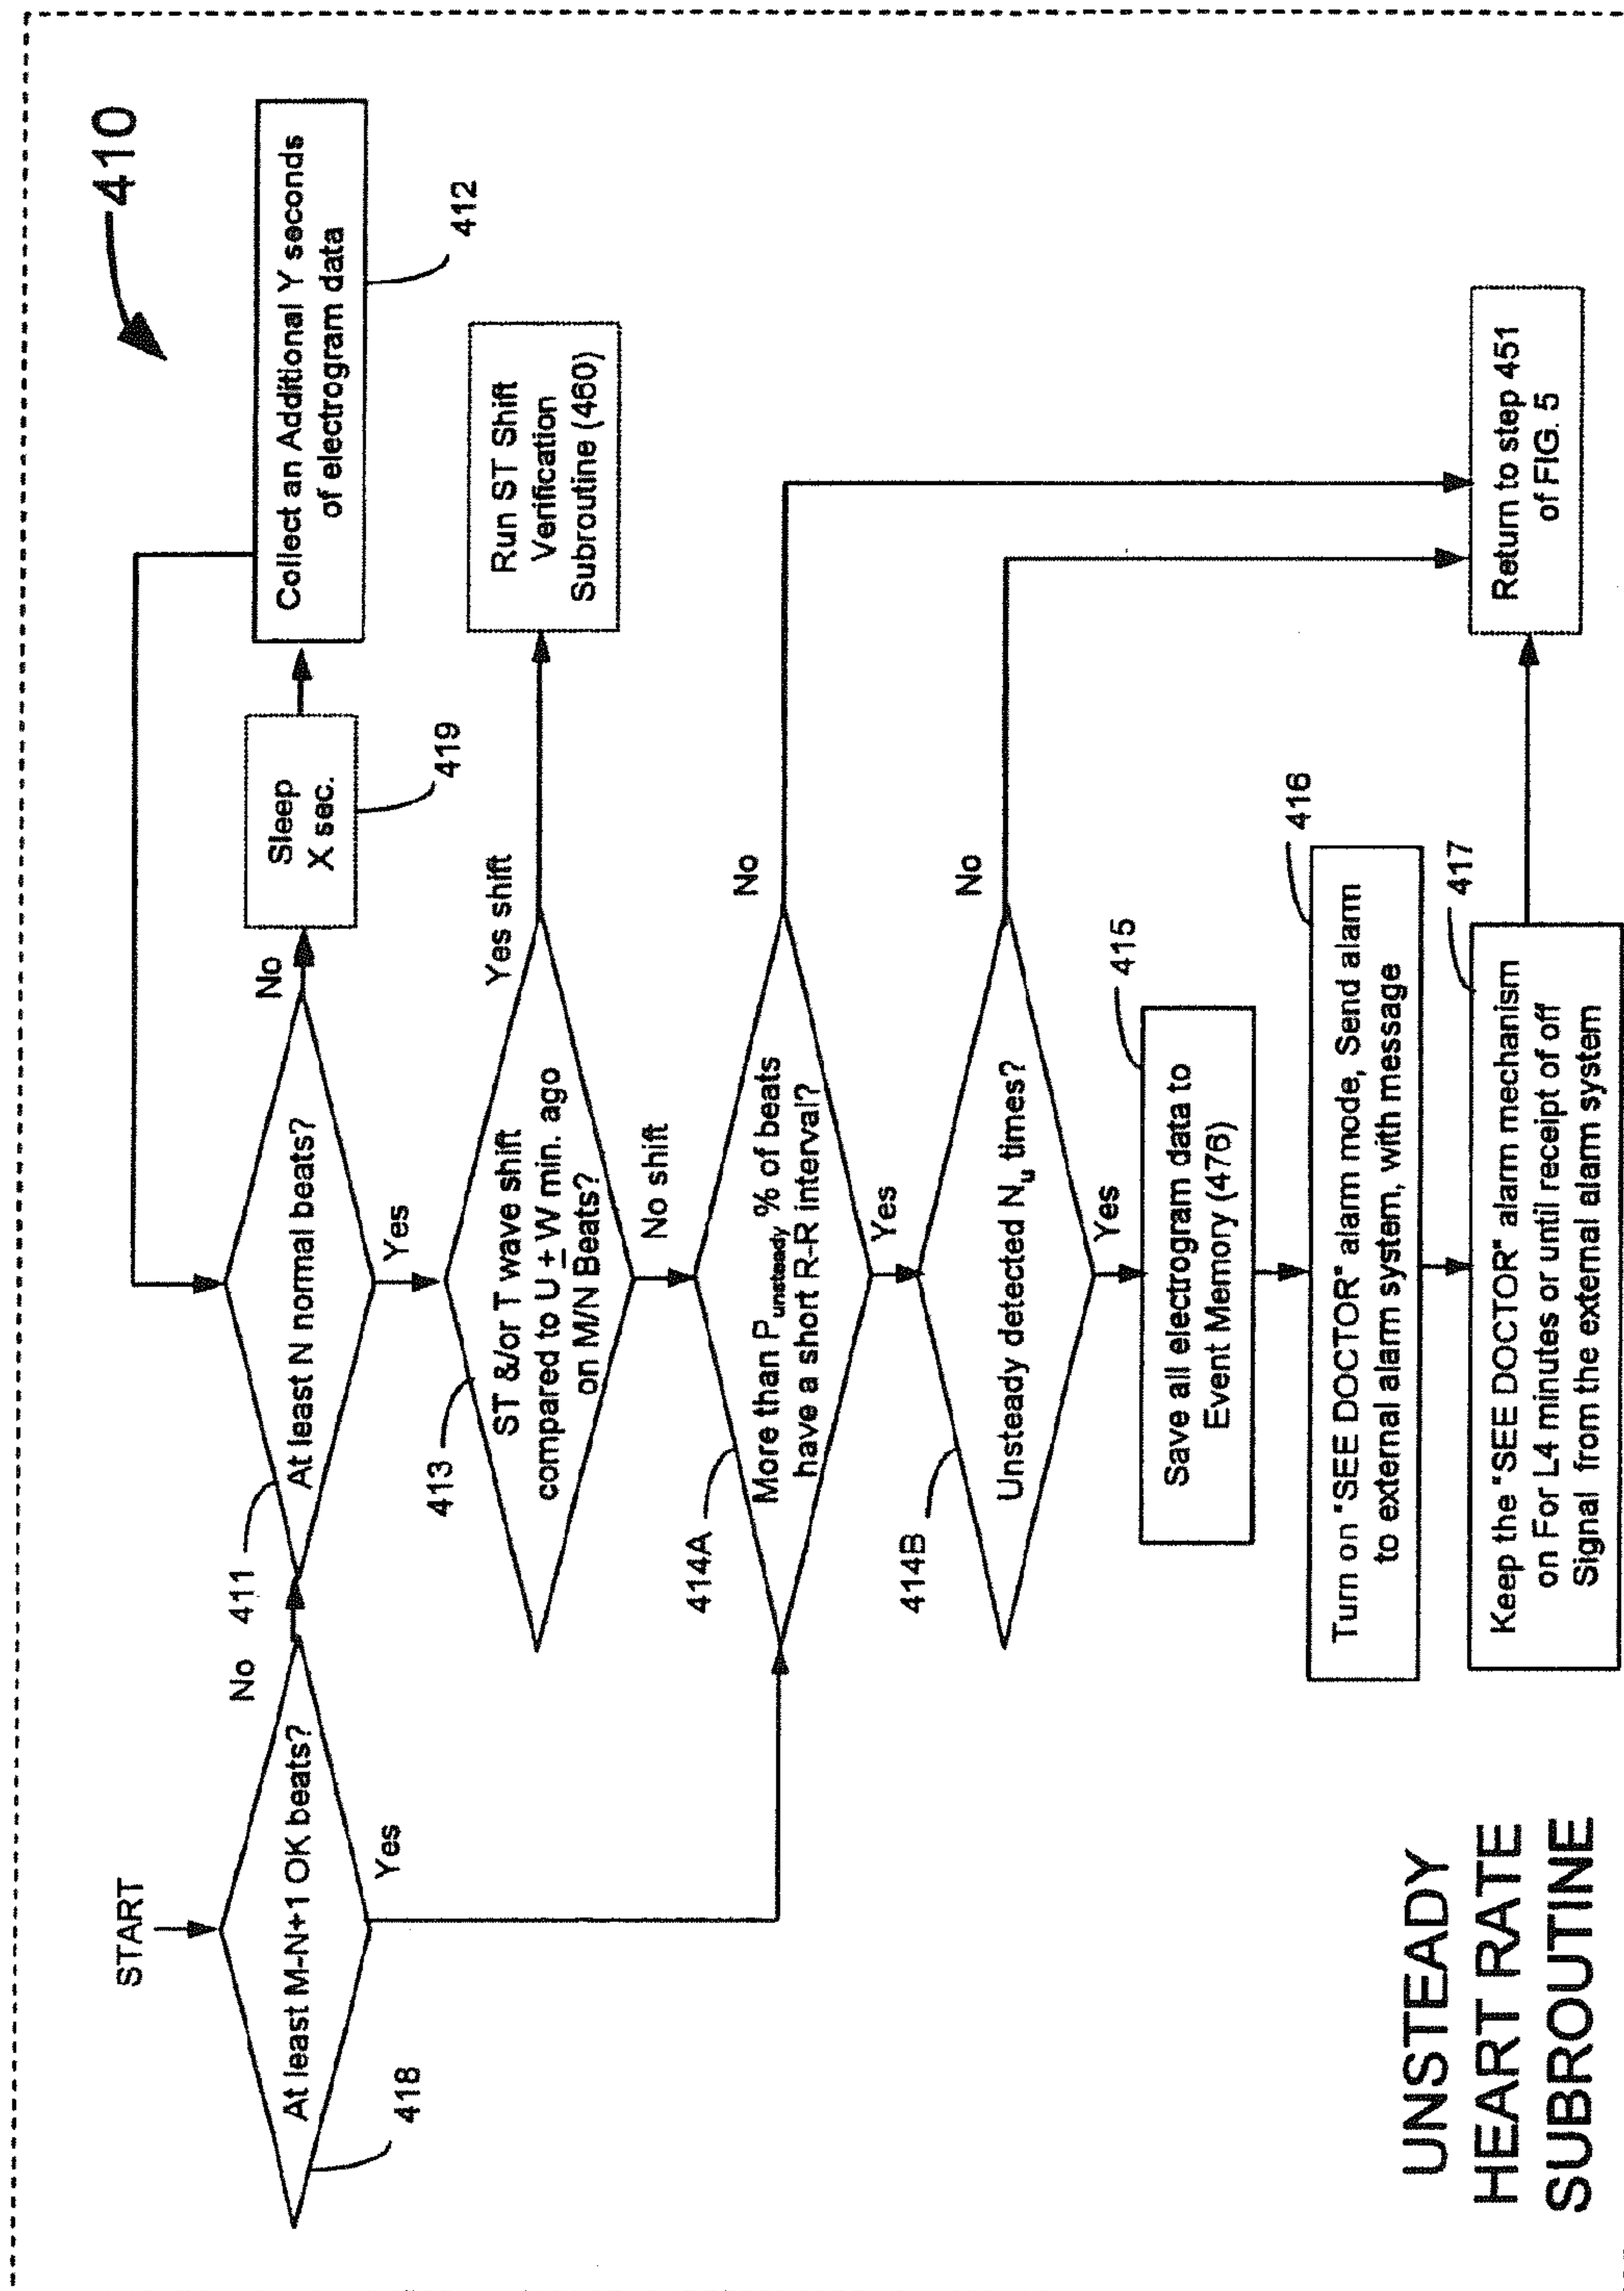 410
START
At least M-N+1 OK beats?
418
No
Yes
411
At least N normal beats?
No
Yes
Sleep
X sec.
419
Collect an Additional Y seconds
of electrogram data
412
413
ST &/or T wave shift
compared to U ± W min. ago
on M/N Beats?
Yes shift
No shift
Run ST Shift
Verification
Subroutine (460)
414A
More than Punsteady % of beats
have a short R-R interval?
No
Yes
414B
Unsteady detected Nu times?
No
Yes
415
Save all electrogram data to
Event Memory (476)
416
Turn on "SEE DOCTOR" alarm mode, Send alarm
to external alarm system, with message
417
Keep the "SEE DOCTOR" alarm mechanism
on For L4 minutes or until receipt of off
Signal from the external alarm system
Return to step 451
of FIG. 5
UNSTEADY
HEART RATE
SUBROUTINE